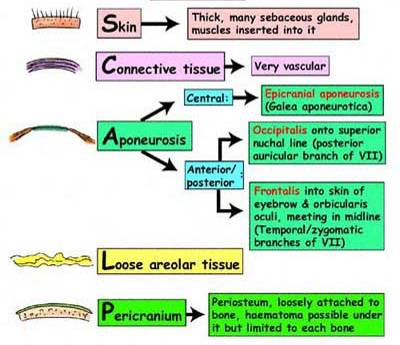 Skin
Thick, many sebaceous glands,
muscles inserted into it
Connective tissue
Very vascular
Aponeurosis
Central:
Epicranial aponeurosis
(Galea aponeurotica)
Anterior/
posterior :
Occipitalis onto superior
nuchal line (posterior
auricular branch of VII)
Frontalis into skin of
eyebrow & orbicularis
oculi, meeting in midline
(Temporal/zygomatic
branches of VII)
Loose areolar tissue
Pericranium
Periosteum, loosely attached to
bone, haematoma possible under
it but limited to each bone